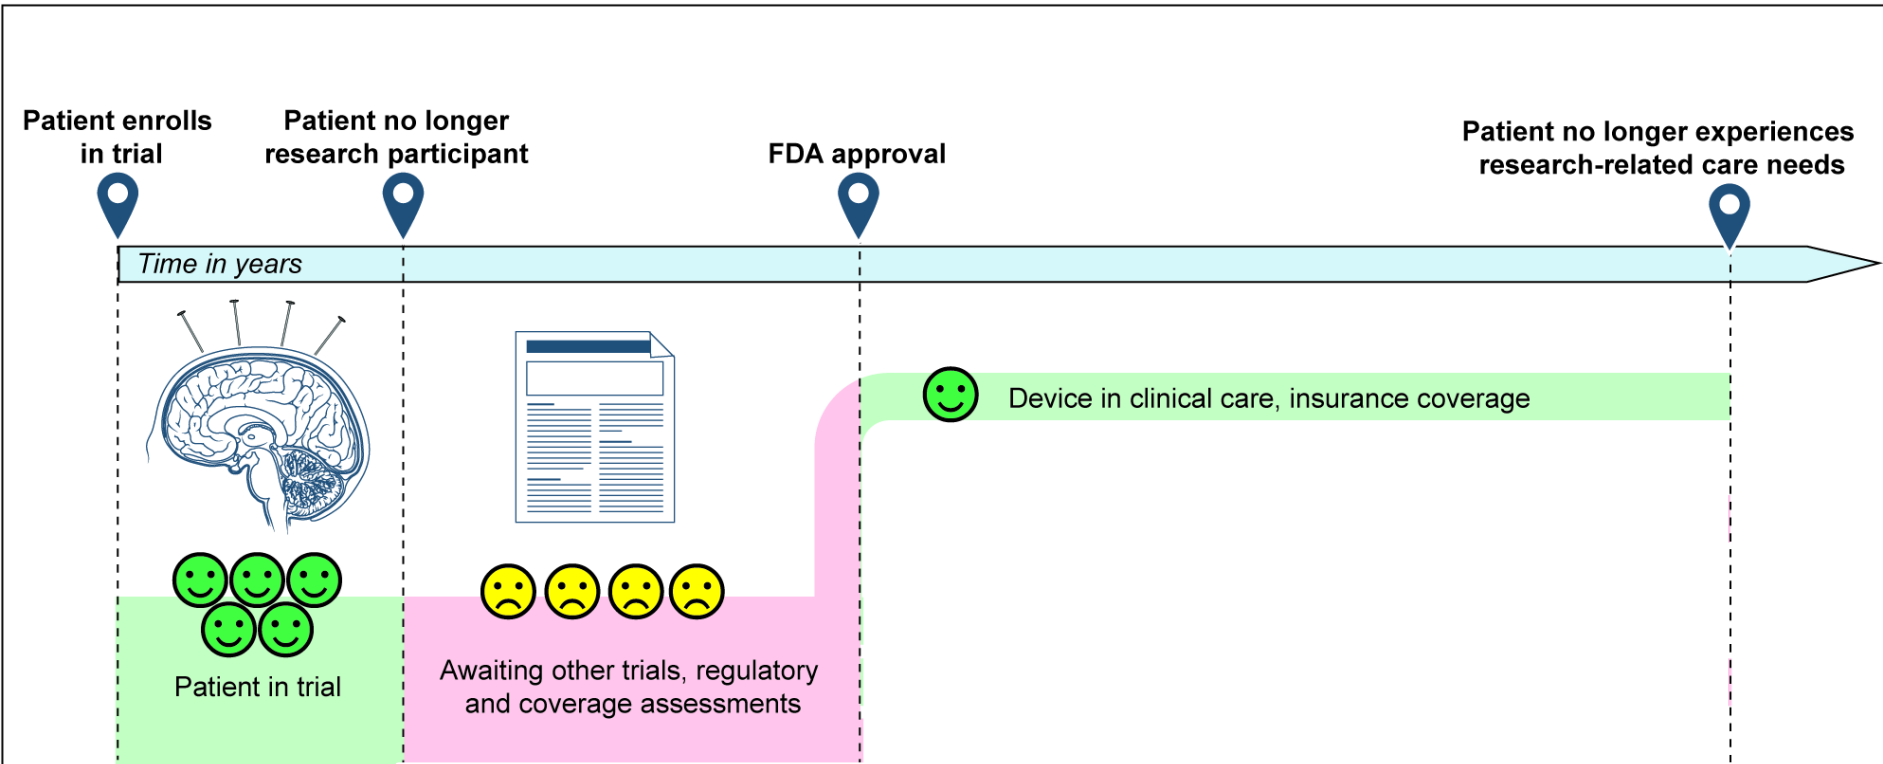 Patient enrolls
in trial
Patient no longer
research participant
FDA approval
Patient no longer experiences
research-related care needs
Time in years
Device in clinical care, insurance coverage
Patient in trial
Awaiting other trials, regulatory
and coverage assessments